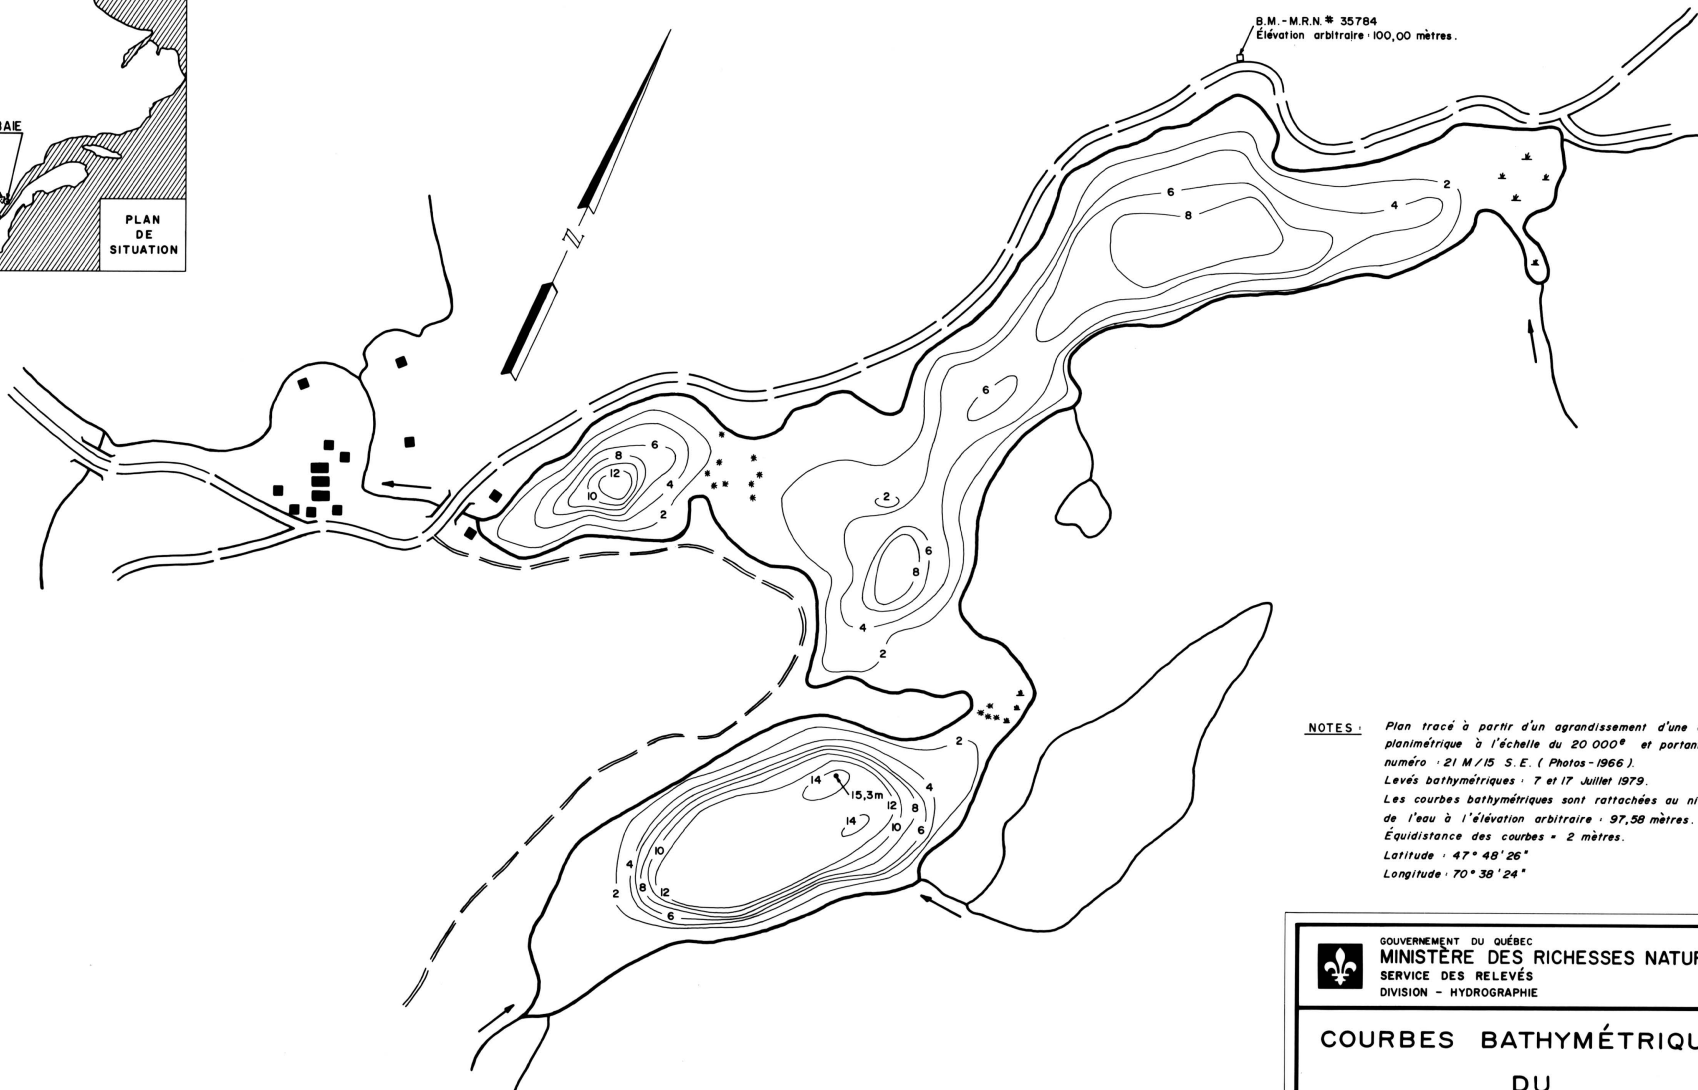 BAIE
PLAN
DE
SITUATION
B.M.-M.R.N. # 35784
Élévation arbitraire : 100,00 mètres.
N
6
8
2
4
6
2
6
8
12
10
4
2
6
8
4
2
2
14
15,3m
14
12
4
8
10
6
10
4
8
12
2
6
NOTES : Plan tracé à partir d'un agrandissement d'une
planimétrique à l'échelle du 20 000e et portan
numéro : 21 M/15 S.E. ( Photos - 1966 ).
Levés bathymétriques : 7 et 17 Juillet 1979.
Les courbes bathymétriques sont rattachées au ni
de l'eau à l'élévation arbitraire : 97,58 mètres.
Équidistance des courbes = 2 mètres.
Latitude : 47° 48' 26"
Longitude : 70° 38' 24"
GOUVERNEMENT DU QUÉBEC
MINISTÈRE DES RICHESSES NATU
SERVICE DES RELEVÉS
DIVISION - HYDROGRAPHIE
COURBES BATHYMÉTRIQU
DU